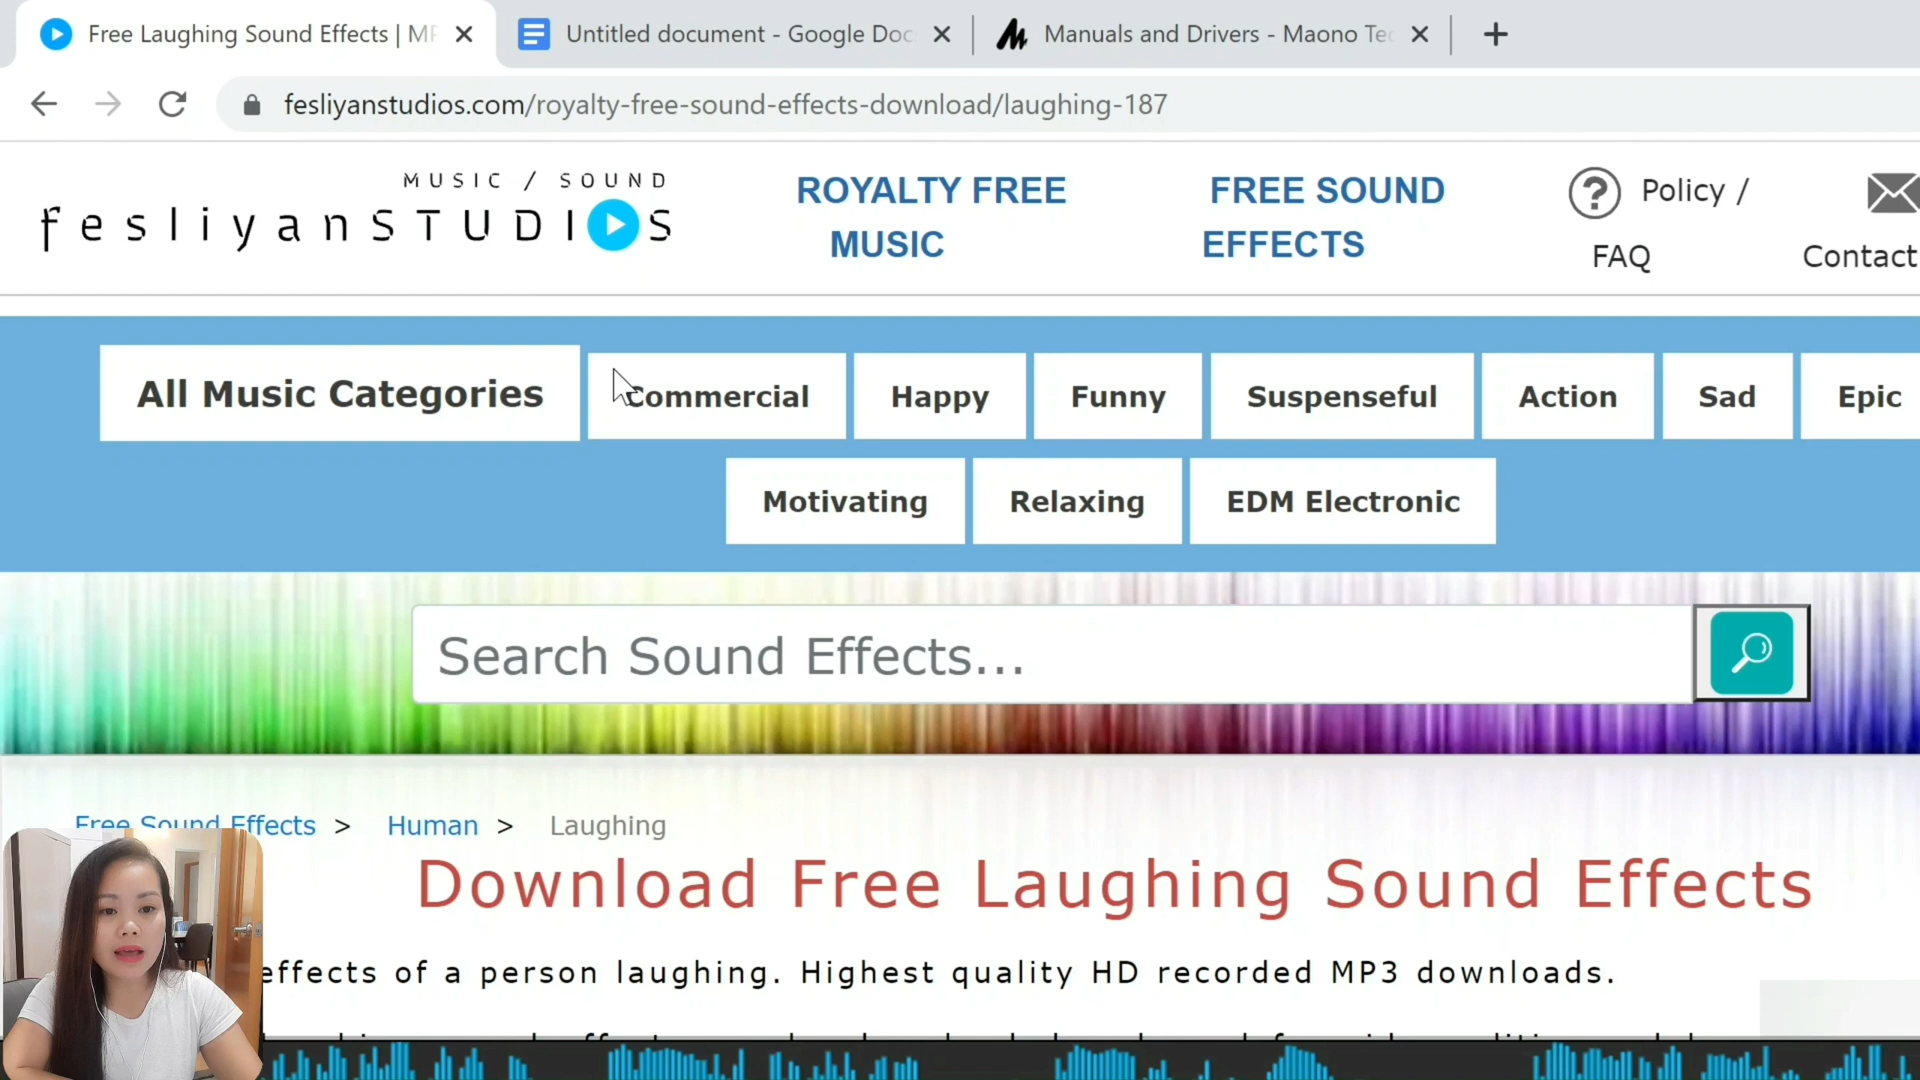 Free Laughing Sound Effects | MP
Untitled document - Google Doc
Manuals and Drivers - Maono Tec
fesliyanstudios.com/royalty-free-sound-effects-download/laughing-187
MUSIC / SOUND
fesliyanSTUDIOS
ROYALTY FREE
MUSIC
FREE SOUND
EFFECTS
Policy /
FAQ
Contact
All Music Categories
Commercial
Happy
Funny
Suspenseful
Action
Sad
Epic
Motivating
Relaxing
EDM Electronic
Search Sound Effects...
Free Sound Effects > Human > Laughing
Download Free Laughing Sound Effects
effects of a person laughing. Highest quality HD recorded MP3 downloads.